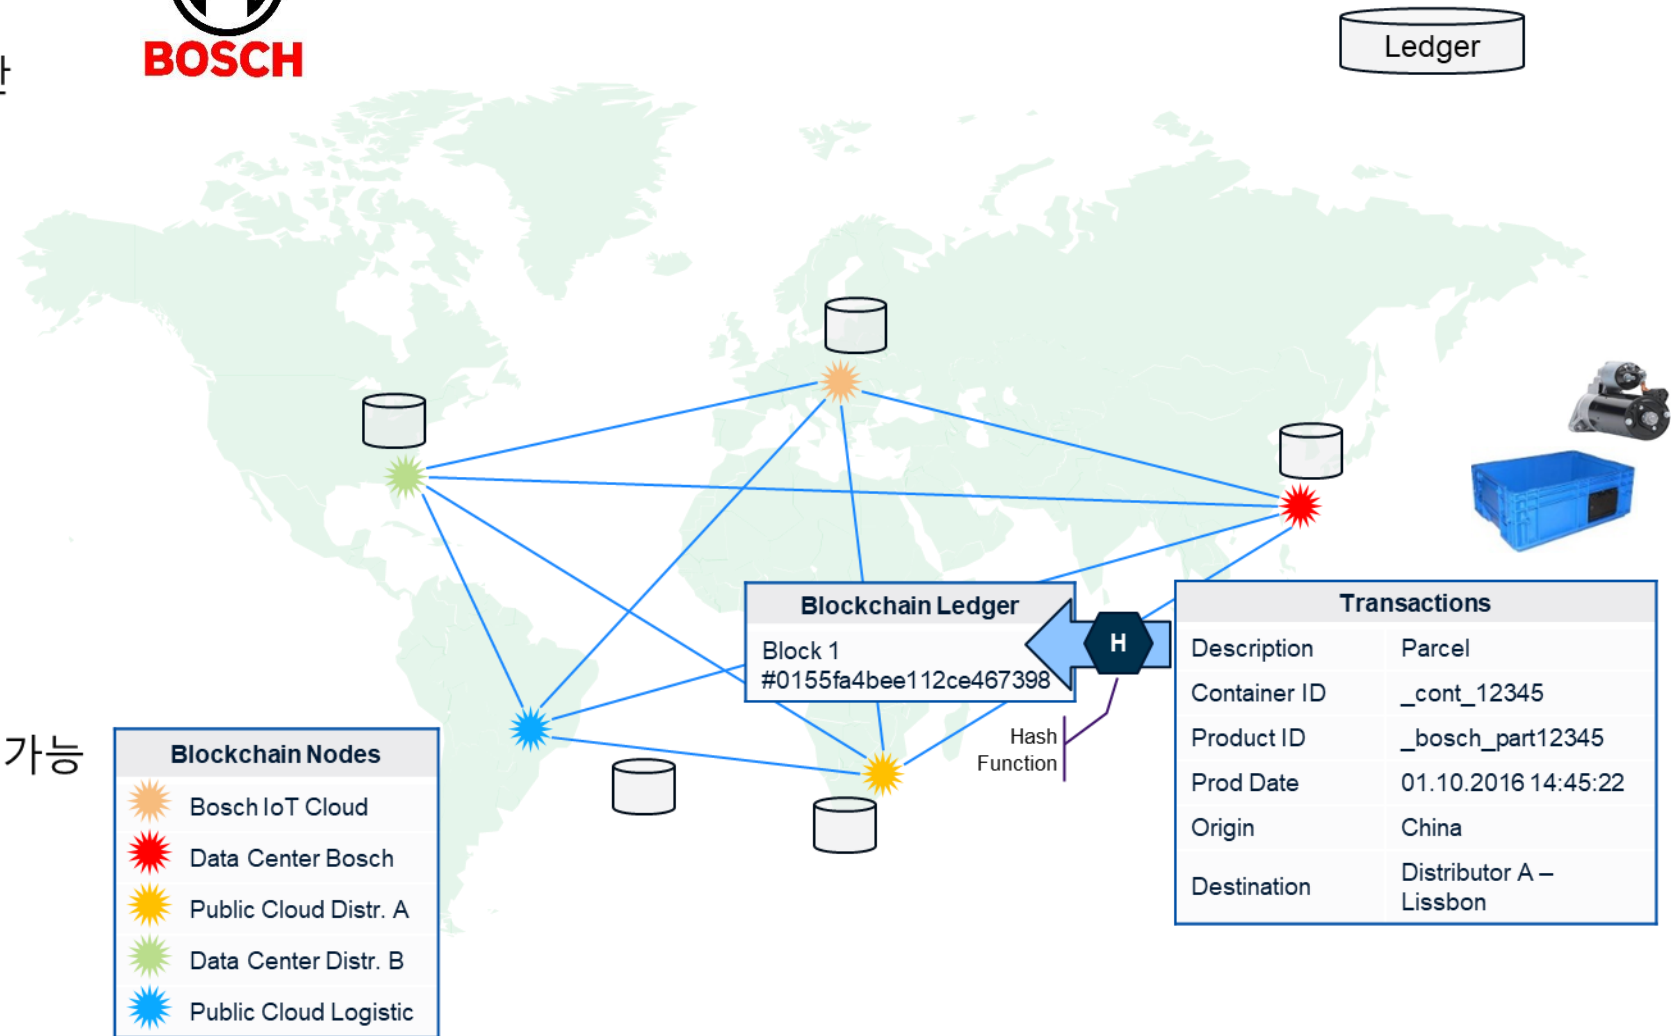 BOSCH
Ledger
Blockchain Ledger
Block 1
#0155fa4bee112ce467398
H
Hash
Function
Transactions
Description Parcel
Container ID _cont_12345
Product ID _bosch_part12345
Prod Date 01.10.2016 14:45:22
Origin China
Destination Distributor A –
Lissbon
가능
Blockchain Nodes
Bosch IoT Cloud
Data Center Bosch
Public Cloud Distr. A
Data Center Distr. B
Public Cloud Logistic